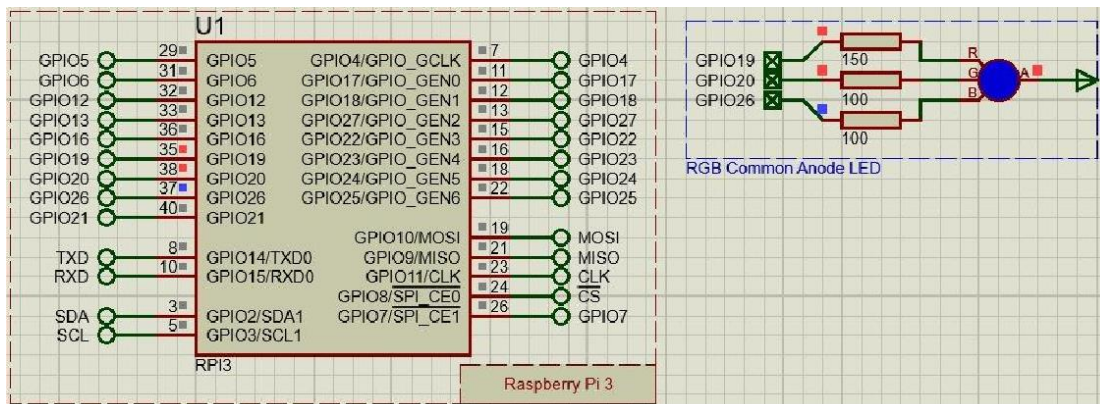 U1
GPIO5 29 GPIO5 GPIO4/GPIO_GCLK 7 GPIO4
GPIO6 31 GPIO6 GPIO17/GPIO_GEN0 11 GPIO17
GPIO12 32 GPIO12 GPIO18/GPIO_GEN1 12 GPIO18
GPIO13 33 GPIO13 GPIO27/GPIO_GEN2 13 GPIO27
GPIO16 36 GPIO16 GPIO22/GPIO_GEN3 15 GPIO22
GPIO19 35 GPIO19 GPIO23/GPIO_GEN4 16 GPIO23
GPIO20 38 GPIO20 GPIO24/GPIO_GEN5 18 GPIO24
GPIO26 37 GPIO26 GPIO25/GPIO_GEN6 22 GPIO25
GPIO21 40 GPIO21
GPIO10/MOSI 19 MOSI
TXD 8 GPIO14/TXD0 GPIO9/MISO 21 MISO
RXD 10 GPIO15/RXD0 GPIO11/CLK 23 CLK
GPIO8/SPI_CE0 24 CS
SDA 3 GPIO2/SDA1 GPIO7/SPI_CE1 26 GPIO7
SCL 5 GPIO3/SCL1
RPI3
Raspberry Pi 3
GPIO19 150 R
GPIO20 100 G A
GPIO26 100 B
RGB Common Anode LED